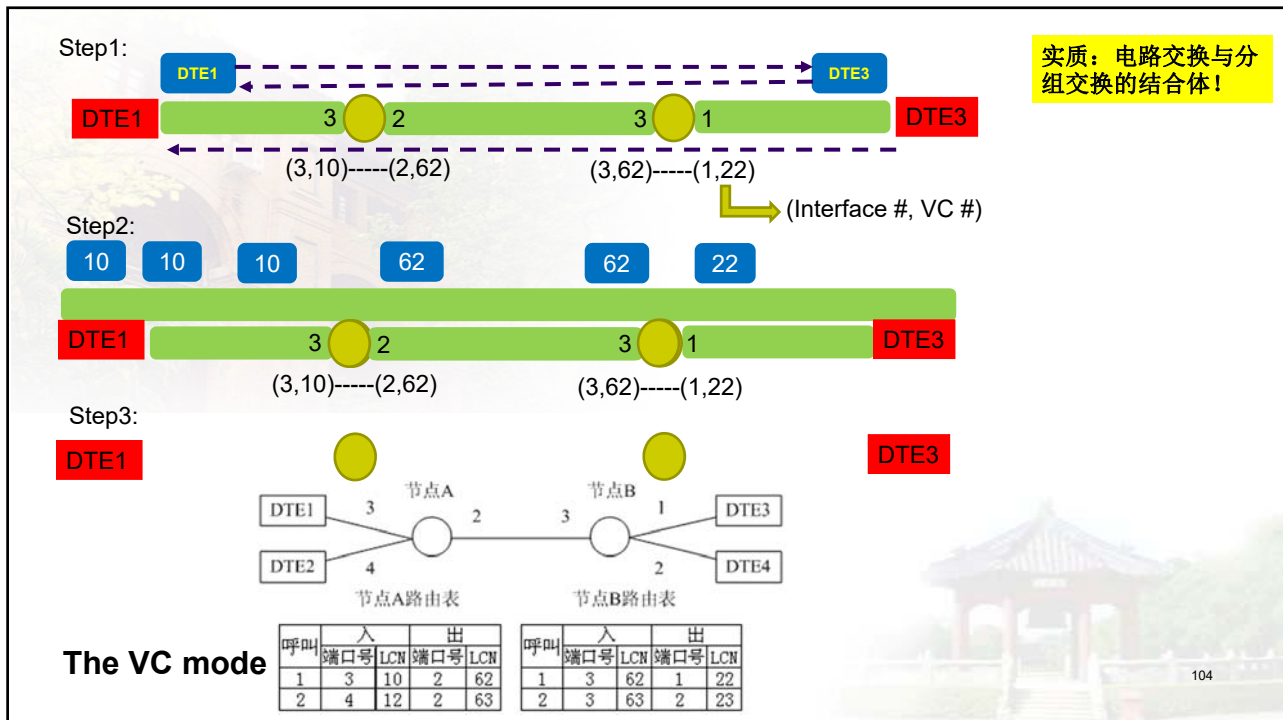 Step1:
实质：电路交换与分
组交换的结合体！
DTE1
DTE3
DTE1
3
2
3
1
DTE3
(3,10)-----(2,62)
(3,62)-----(1,22)
(Interface #, VC #)
Step2:
10
10
10
62
62
22
DTE1
3
2
3
1
DTE3
(3,10)-----(2,62)
(3,62)-----(1,22)
Step3:
DTE1
DTE3
节点A
节点B
DTE1
3
2
3
1
DTE3
DTE2
4
2
DTE4
节点A路由表
节点B路由表
The VC mode
呼叫 入 出
端口号 LCN 端口号 LCN
1 3 10 2 62
2 4 12 2 63
呼叫 入 出
端口号 LCN 端口号 LCN
1 3 62 1 22
2 3 63 2 23
104